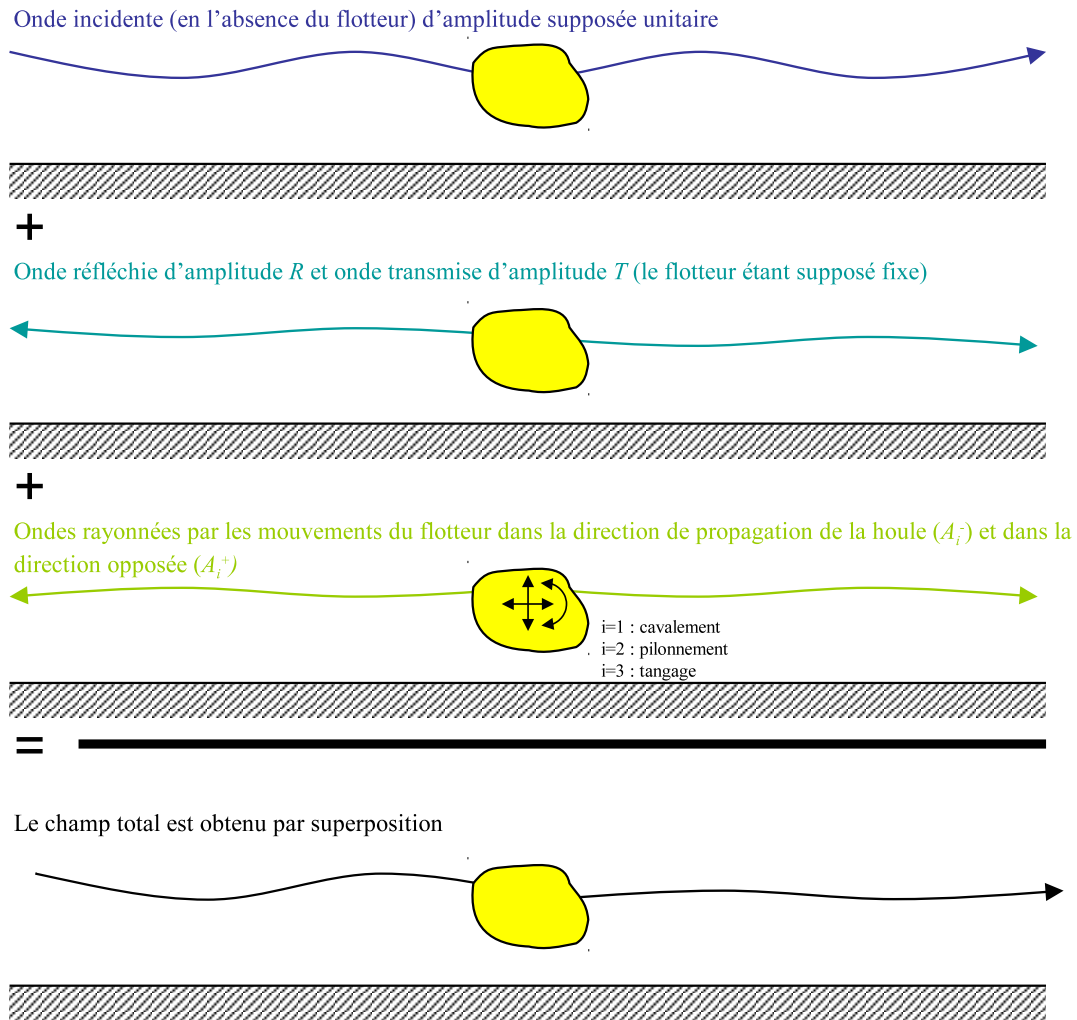 Onde incidente (en l’absence du flotteur) d’amplitude supposée unitaire
+
Onde réfléchie d’amplitude R et onde transmise d’amplitude T (le flotteur étant supposé fixe)
+
Ondes rayonnées par les mouvements du flotteur dans la direction de propagation de la houle (Aᵢ⁻) et dans la
direction opposée (Aᵢ⁺)
i=1 : cavalement
i=2 : pilonnement
i=3 : tangage
=
Le champ total est obtenu par superposition